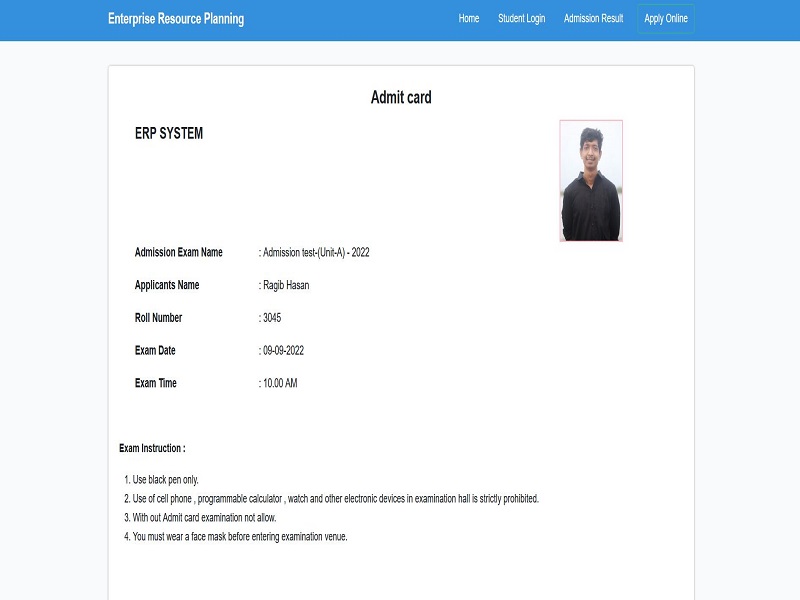 Enterprise Resource Planning Home Student Login Admission Result Apply Online
Admit card
ERP SYSTEM
Admission Exam Name : Admission test-(Unit-A) - 2022
Applicants Name : Ragib Hasan
Roll Number : 3045
Exam Date : 09-09-2022
Exam Time : 10.00 AM
Exam Instruction :
1. Use black pen only.
2. Use of cell phone , programmable calculator , watch and other electronic devices in examination hall is strictly prohibited.
3. With out Admit card examination not allow.
4. You must wear a face mask before entering examination venue.